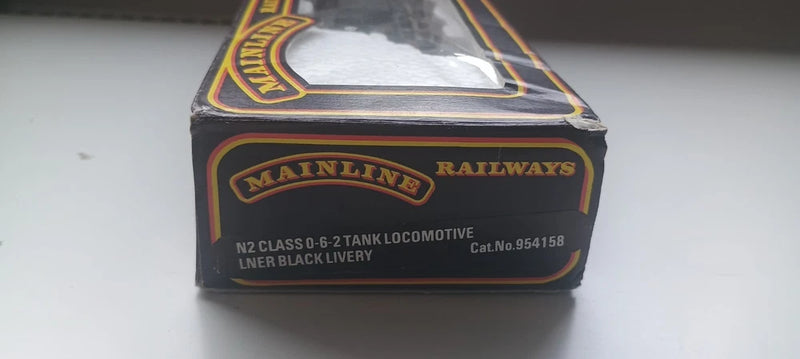 MAINLINE
MAINLINE RAILWAYS
N2 CLASS 0-6-2 TANK LOCOMOTIVE
LNER BLACK LIVERY Cat.No.954158